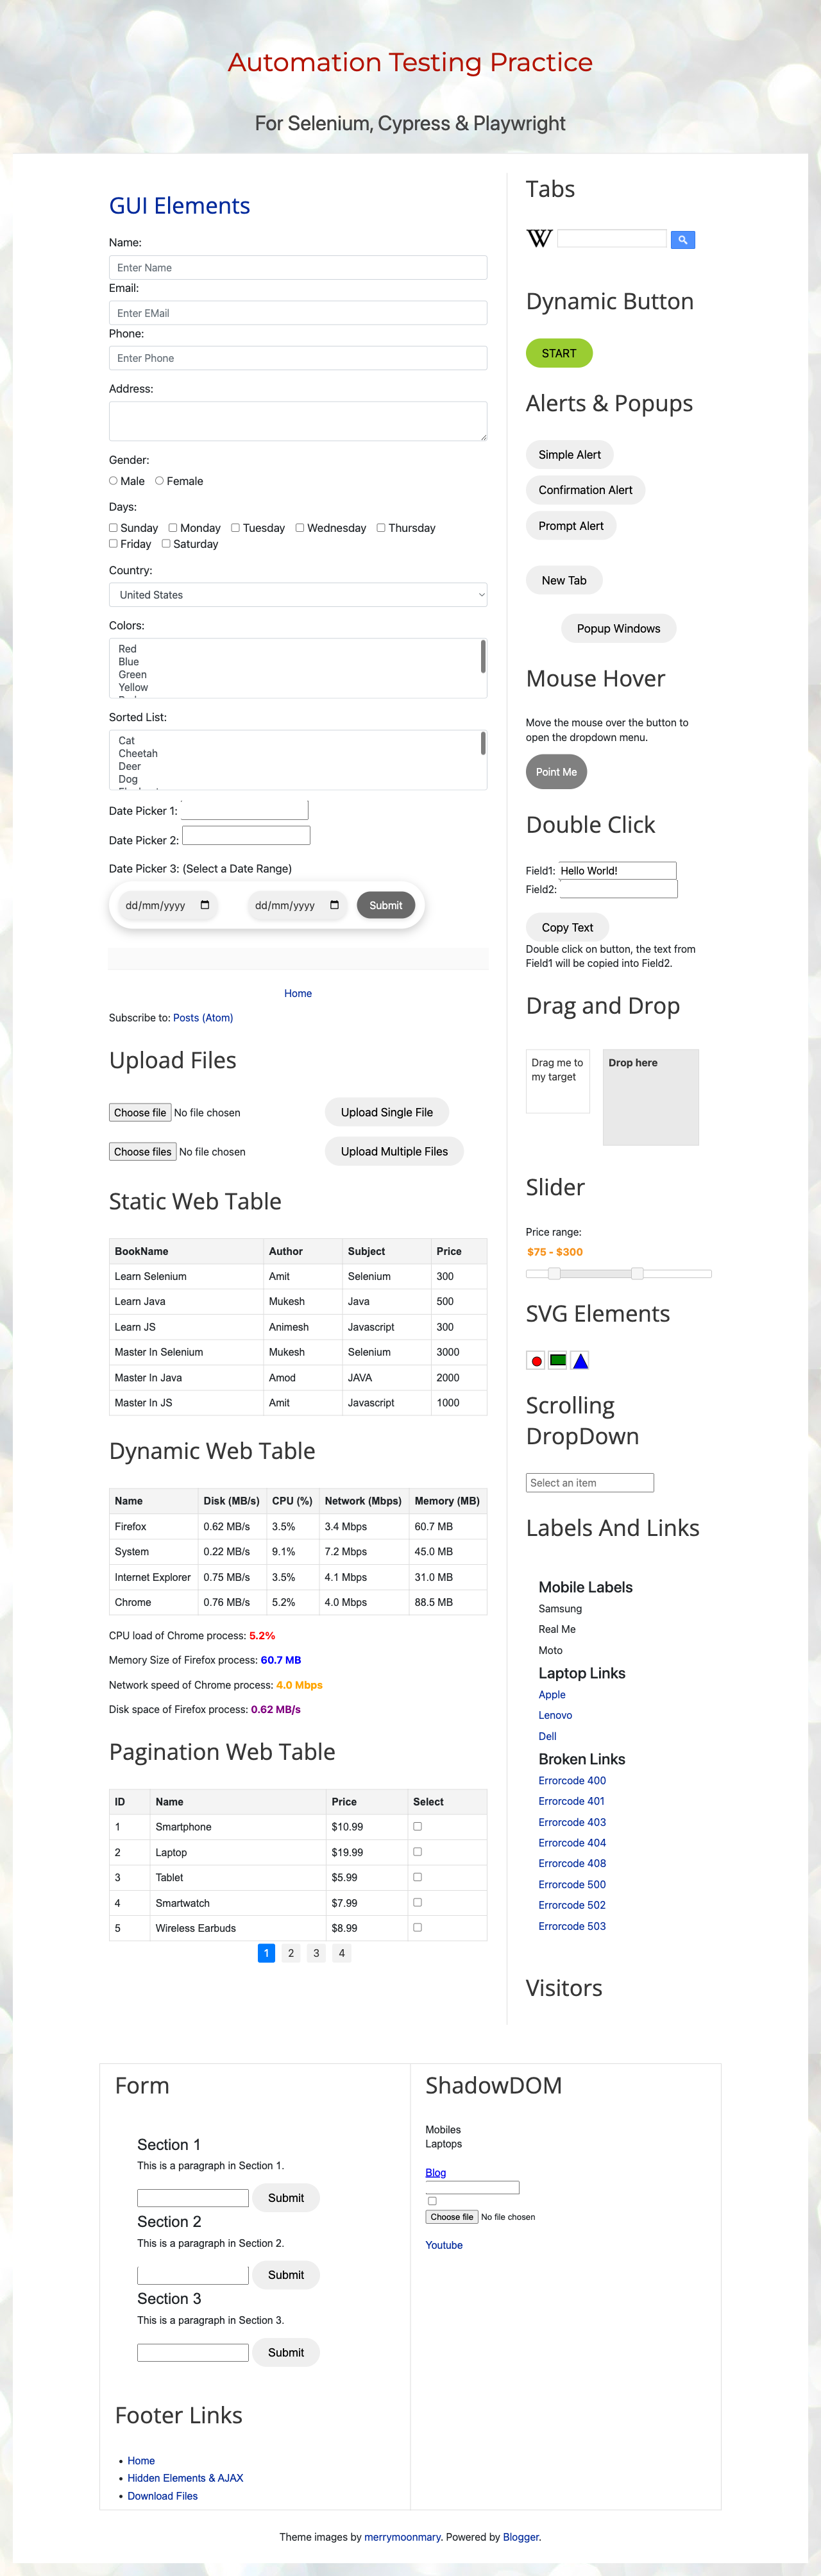 Automation Testing Practice
For Selenium, Cypress & Playwright
GUI Elements
Name:
Enter Name
Email:
Enter EMail
Phone:
Enter Phone
Address:
Gender:
Male Female
Days:
Sunday Monday Tuesday Wednesday Thursday
Friday Saturday
Country:
United States
Colors:
Red
Blue
Green
Yellow
Sorted List:
Cat
Cheetah
Deer
Dog
Date Picker 1:
Date Picker 2:
Date Picker 3: (Select a Date Range)
dd/mm/yyyy dd/mm/yyyy Submit
Home
Subscribe to: Posts (Atom)
Upload Files
Choose file No file chosen Upload Single File
Choose files No file chosen Upload Multiple Files
Static Web Table
BookName Author Subject Price
Learn Selenium Amit Selenium 300
Learn Java Mukesh Java 500
Learn JS Animesh Javascript 300
Master In Selenium Mukesh Selenium 3000
Master In Java Amod JAVA 2000
Master In JS Amit Javascript 1000
Dynamic Web Table
Name Disk (MB/s) CPU (%) Network (Mbps) Memory (MB)
Firefox 0.62 MB/s 3.5% 3.4 Mbps 60.7 MB
System 0.22 MB/s 9.1% 7.2 Mbps 45.0 MB
Internet Explorer 0.75 MB/s 3.5% 4.1 Mbps 31.0 MB
Chrome 0.76 MB/s 5.2% 4.0 Mbps 88.5 MB
CPU load of Chrome process: 5.2%
Memory Size of Firefox process: 60.7 MB
Network speed of Chrome process: 4.0 Mbps
Disk space of Firefox process: 0.62 MB/s
Pagination Web Table
ID Name Price Select
1 Smartphone $10.99
2 Laptop $19.99
3 Tablet $5.99
4 Smartwatch $7.99
5 Wireless Earbuds $8.99
1 2 3 4
Tabs
W
Dynamic Button
START
Alerts & Popups
Simple Alert
Confirmation Alert
Prompt Alert
New Tab
Popup Windows
Mouse Hover
Move the mouse over the button to
open the dropdown menu.
Point Me
Double Click
Field1: Hello World!
Field2:
Copy Text
Double click on button, the text from
Field1 will be copied into Field2.
Drag and Drop
Drag me to
my target
Drop here
Slider
Price range:
$75 - $300
SVG Elements
Scrolling
DropDown
Select an item
Labels And Links
Mobile Labels
Samsung
Real Me
Moto
Laptop Links
Apple
Lenovo
Dell
Broken Links
Errorcode 400
Errorcode 401
Errorcode 403
Errorcode 404
Errorcode 408
Errorcode 500
Errorcode 502
Errorcode 503
Visitors
Form
Section 1
This is a paragraph in Section 1.
Submit
Section 2
This is a paragraph in Section 2.
Submit
Section 3
This is a paragraph in Section 3.
Submit
Footer Links
Home
Hidden Elements & AJAX
Download Files
ShadowDOM
Mobiles
Laptops
Blog
Choose file No file chosen
Youtube
Theme images by merrymoonmary. Powered by Blogger.